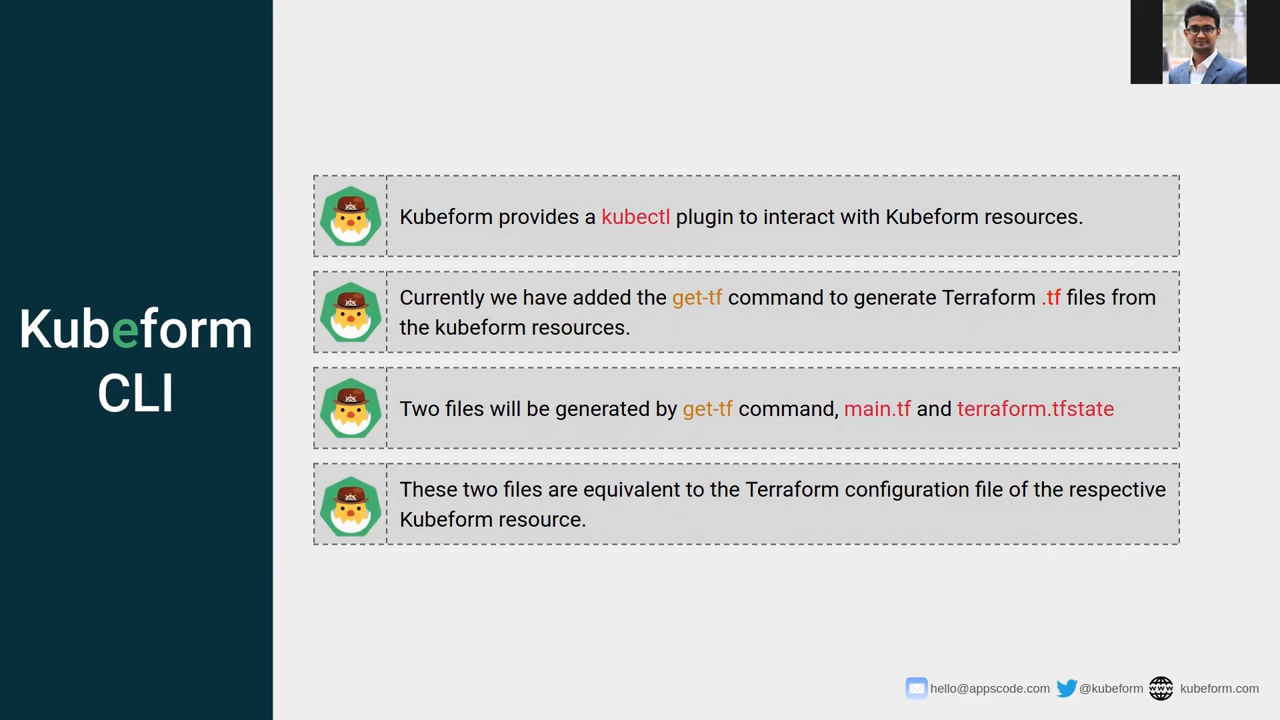 Kubeform
CLI
Kubeform provides a kubectl plugin to interact with Kubeform resources.
Currently we have added the get-tf command to generate Terraform .tf files from
the kubeform resources.
Two files will be generated by get-tf command, main.tf and terraform.tfstate
These two files are equivalent to the Terraform configuration file of the respective
Kubeform resource.
hello@appscode.com @kubeform kubeform.com